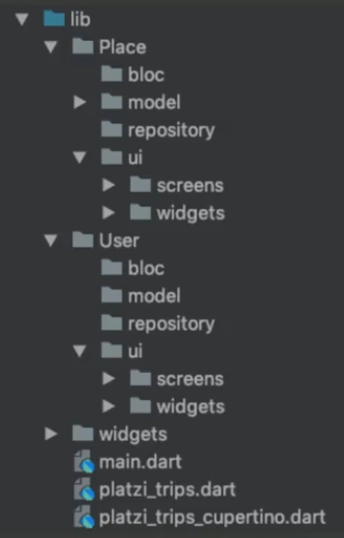 lib
Place
bloc
model
repository
ui
screens
widgets
User
bloc
model
repository
ui
screens
widgets
widgets
main.dart
platzi_trips.dart
platzi_trips_cupertino.dart